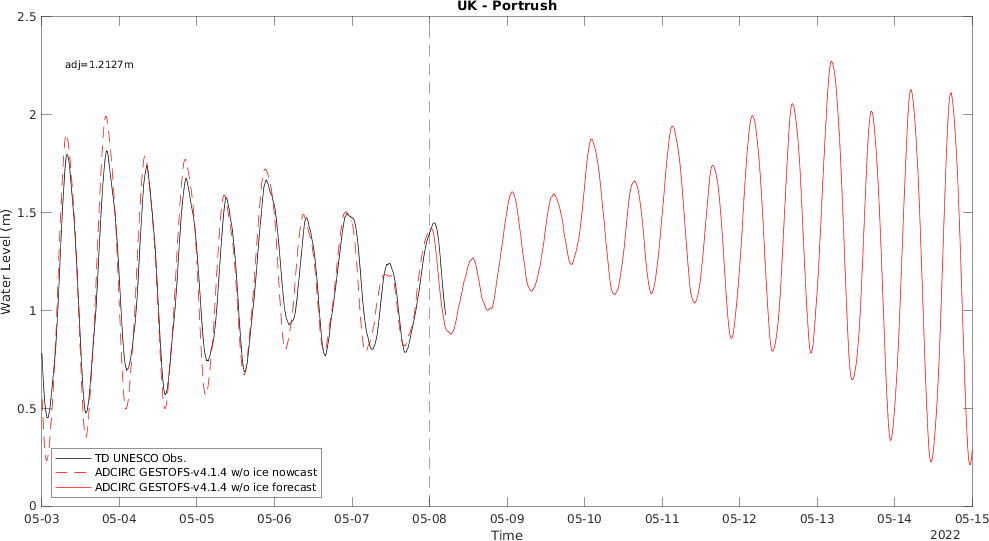 UK - Portrush
2.5
adj=1.2127m
2
1.5
Water Level (m)
1
0.5
TD UNESCO Obs.
ADCIRC GESTOFS-v4.1.4 w/o ice nowcast
ADCIRC GESTOFS-v4.1.4 w/o ice forecast
0
05-03 05-04 05-05 05-06 05-07 05-08 05-09 05-10 05-11 05-12 05-13 05-14 05-15
Time
2022